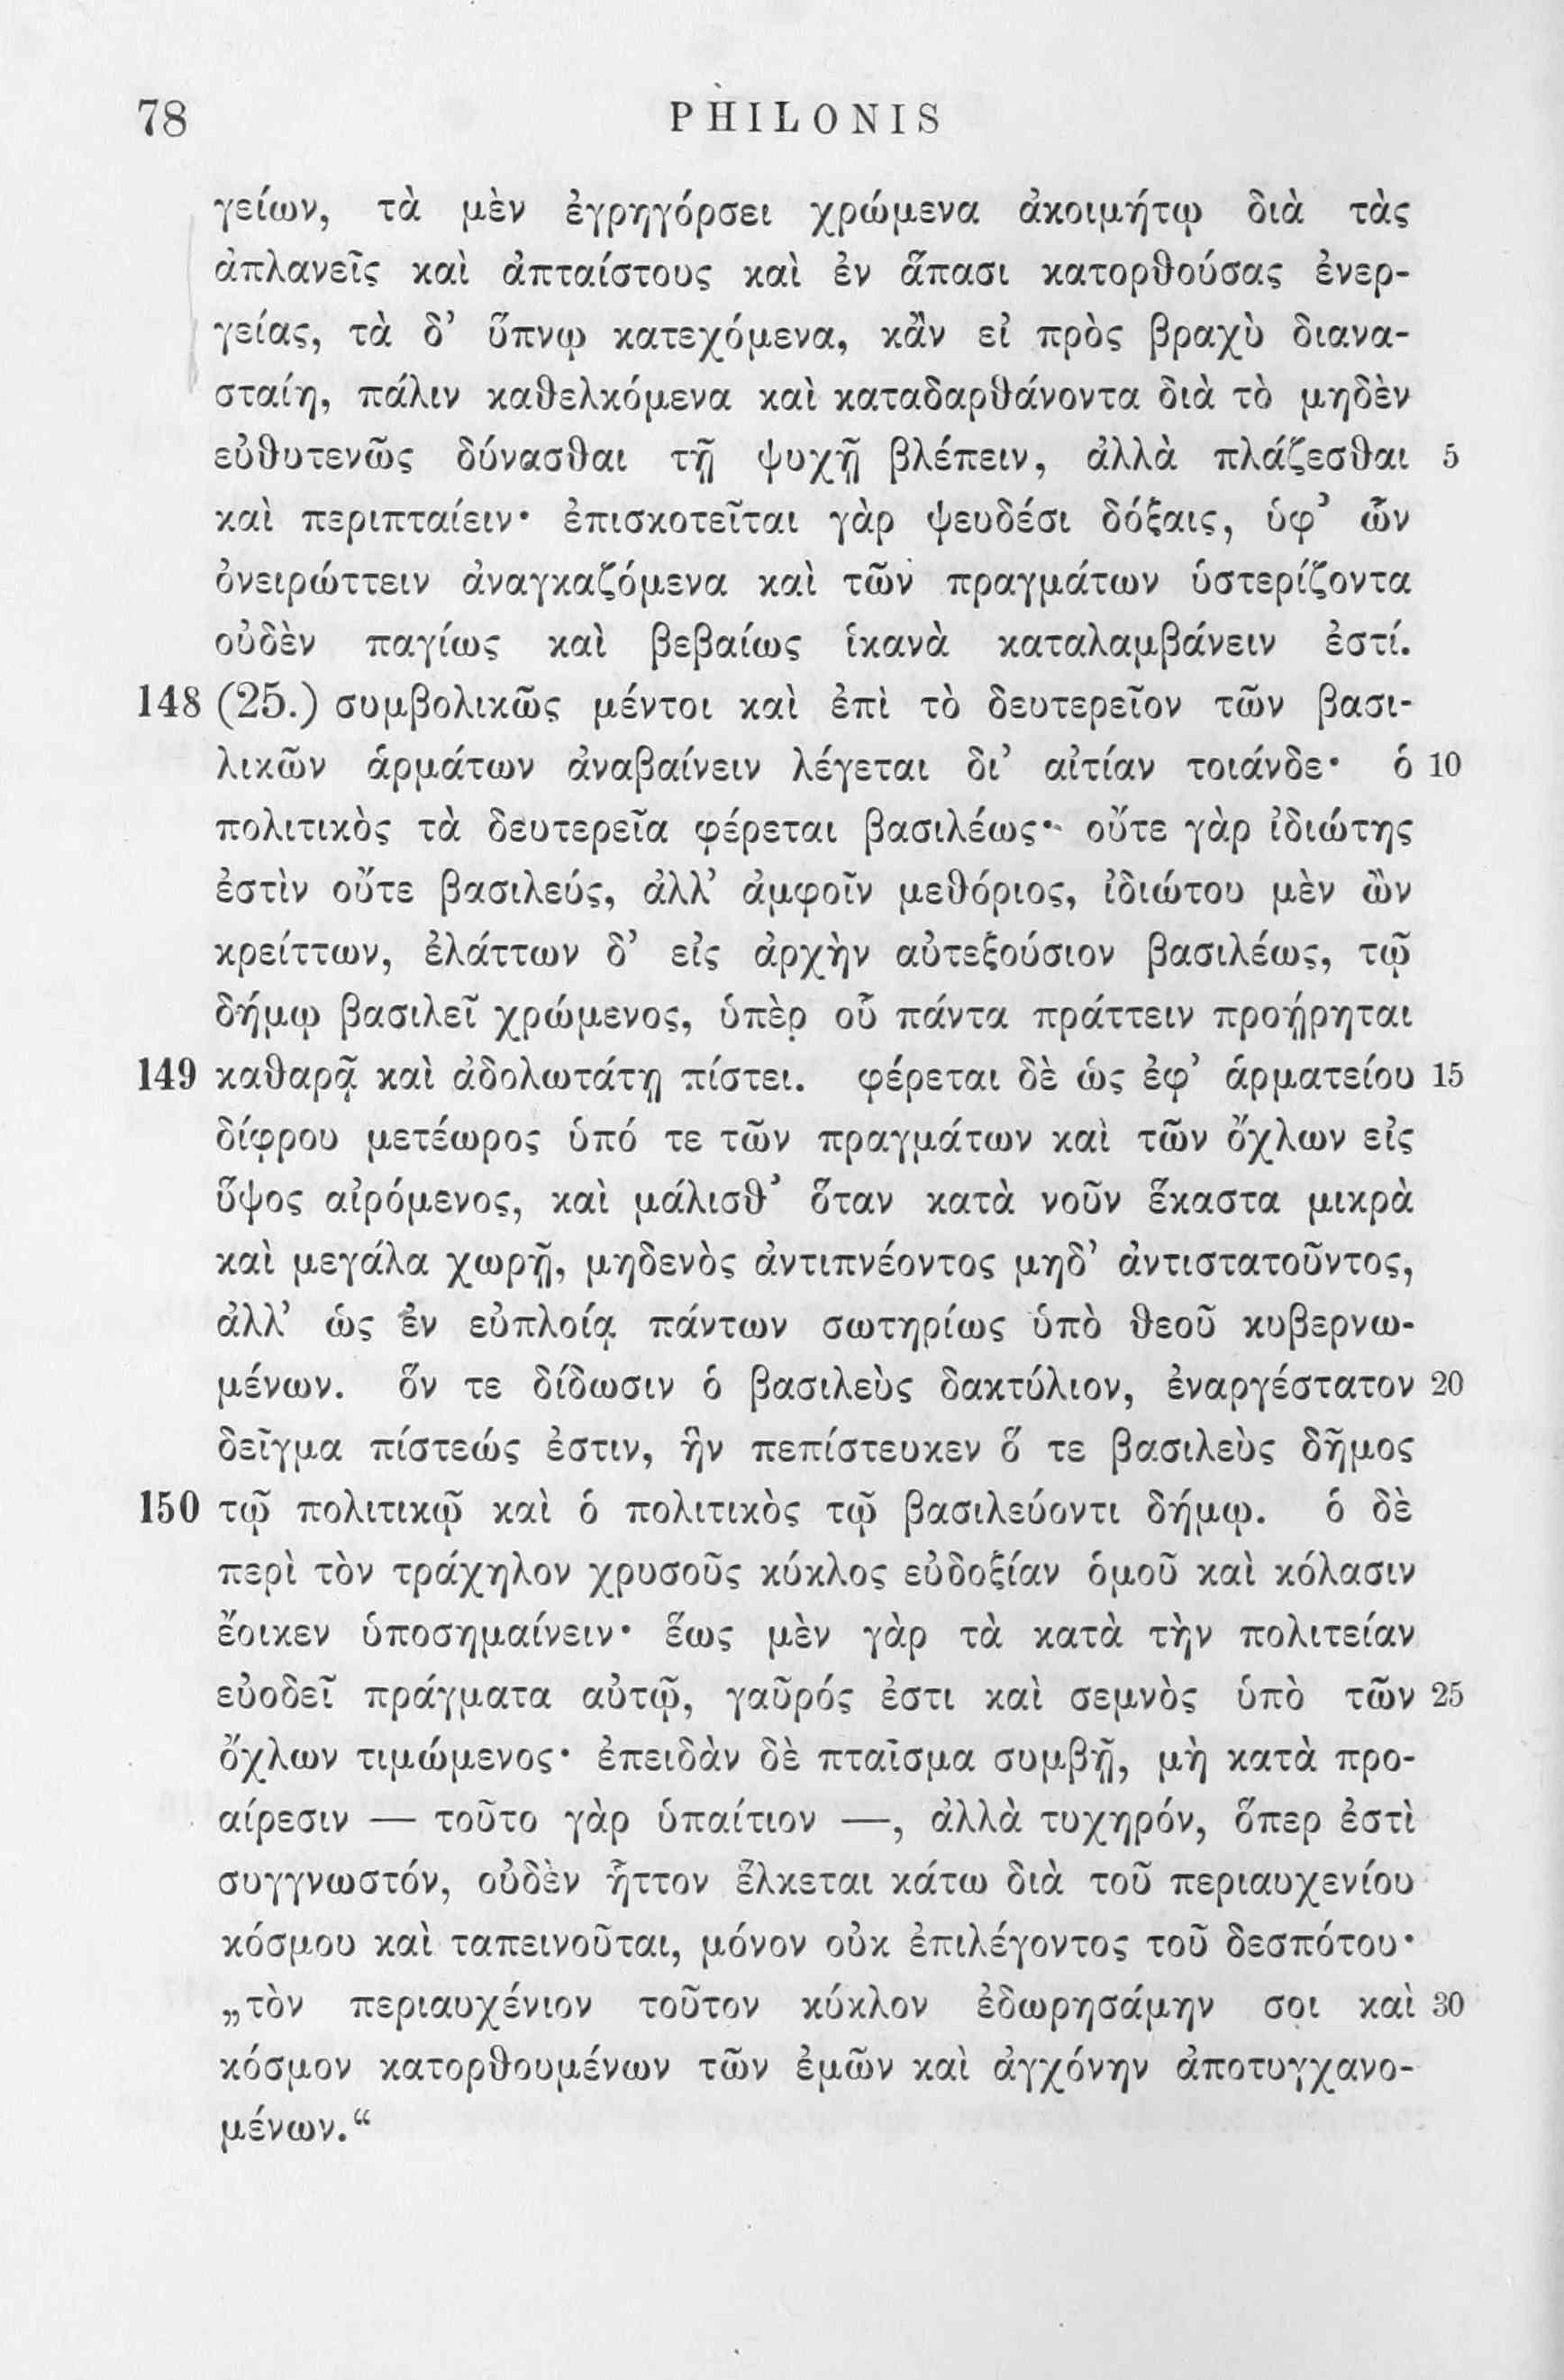 78 PHILONIS
γείων, τὰ μὲν ἐγρηγόρσει χρώμενα ἀκοιμήτῳ διὰ τὰς
ἀπλανεῖς καὶ ἀπταίστους καὶ ἐν ἅπασι κατορθούσας ἐνερ-
γείας, τὰ δ’ ὕπνῳ κατεχόμενα, κἂν εἰ πρὸς βραχὺ διανα-
σταίη, πάλιν καθελκόμενα καὶ καταδαρθάνοντα διὰ τὸ μηδὲν
εὐθυτενῶς δύνασθαι τῇ ψυχῇ βλέπειν, ἀλλὰ πλάζεσθαι 5
καὶ περιπταίειν· ἐπισκοτεῖται γὰρ ψευδέσι δόξαις, ὑφ’ ὧν
ὀνειρώττειν ἀναγκαζόμενα καὶ τῶν πραγμάτων ὑστερίζοντα
οὐδὲν παγίως καὶ βεβαίως ἱκανὰ καταλαμβάνειν ἐστί.
148 (25.) συμβολικῶς μέντοι καὶ ἐπὶ τὸ δευτερεῖον τῶν βασι-
λικῶν ἁρμάτων ἀναβαίνειν λέγεται δι’ αἰτίαν τοιάνδε· ὁ 10
πολιτικὸς τὰ δευτερεῖα φέρεται βασιλέως· οὔτε γὰρ ἰδιώτης
ἐστὶν οὔτε βασιλεύς, ἀλλ’ ἀμφοῖν μεθόριος, ἰδιώτου μὲν ὢν
κρείττων, ἐλάττων δ’ εἰς ἀρχὴν αὐτεξούσιον βασιλέως, τῷ
δήμῳ βασιλεῖ χρώμενος, ὑπὲρ οὗ πάντα πράττειν προῄρηται
149 καθαρᾷ καὶ ἀδολωτάτῃ πίστει. φέρεται δὲ ὡς ἐφ’ ἁρματείου 15
δίφρου μετέωρος ὑπό τε τῶν πραγμάτων καὶ τῶν ὄχλων εἰς
ὕψος αἰρόμενος, καὶ μάλισθ’ ὅταν κατὰ νοῦν ἕκαστα μικρὰ
καὶ μεγάλα χωρῇ, μηδενὸς ἀντιπνέοντος μηδ’ ἀντιστατοῦντος,
ἀλλ’ ὡς ἐν εὐπλοίᾳ πάντων σωτηρίως ὑπὸ θεοῦ κυβερνω-
μένων. ὅν τε δίδωσιν ὁ βασιλεὺς δακτύλιον, ἐναργέστατον 20
δεῖγμα πίστεώς ἐστιν, ἣν πεπίστευκεν ὅ τε βασιλεὺς δῆμος
150 τῷ πολιτικῷ καὶ ὁ πολιτικὸς τῷ βασιλεύοντι δήμῳ. ὁ δὲ
περὶ τὸν τράχηλον χρυσοῦς κύκλος εὐδοξίαν ὁμοῦ καὶ κόλασιν
ἔοικεν ὑποσημαίνειν· ἕως μὲν γὰρ τὰ κατὰ τὴν πολιτείαν
εὐοδεῖ πράγματα αὐτῷ, γαῦρός ἐστι καὶ σεμνὸς ὑπὸ τῶν 25
ὄχλων τιμώμενος· ἐπειδὰν δὲ πταῖσμα συμβῇ, μὴ κατὰ προ-
αίρεσιν — τοῦτο γὰρ ὑπαίτιον —, ἀλλὰ τυχηρόν, ὅπερ ἐστὶ
συγγνωστόν, οὐδὲν ἧττον ἕλκεται κάτω διὰ τοῦ περιαυχενίου
κόσμου καὶ ταπεινοῦται, μόνον οὐκ ἐπιλέγοντος τοῦ δεσπότου·
„τὸν περιαυχένιον τοῦτον κύκλον ἐδωρησάμην σοι καὶ 30
κόσμον κατορθουμένων τῶν ἐμῶν καὶ ἀγχόνην ἀποτυγχανο-
μένων.“